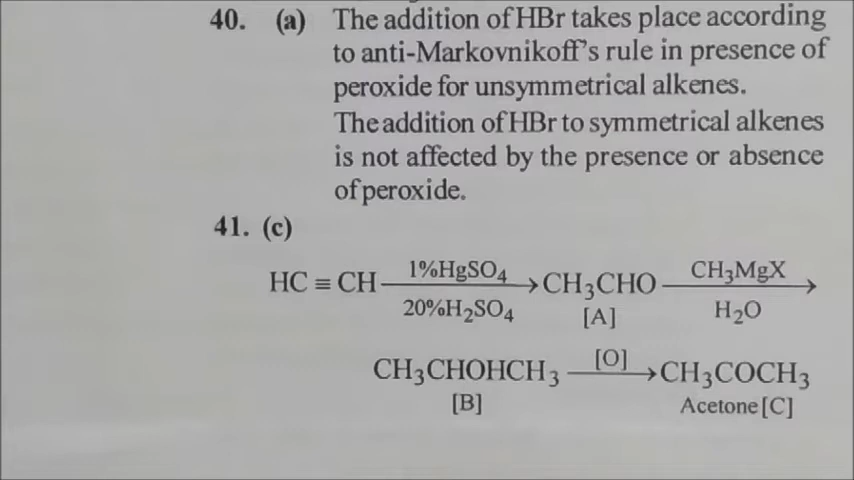 40. (a) The addition of HBr takes place according
to anti-Markovnikoff's rule in presence of
peroxide for unsymmetrical alkenes.
The addition of HBr to symmetrical alkenes
is not affected by the presence or absence
of peroxide.
41. (c)
HC ≡ CH 1%HgSO₄ 20%H₂SO₄ → CH₃CHO [A] CH₃MgX H₂O →
CH₃CHOHCH₃ [B] [O] → CH₃COCH₃ Acetone [C]